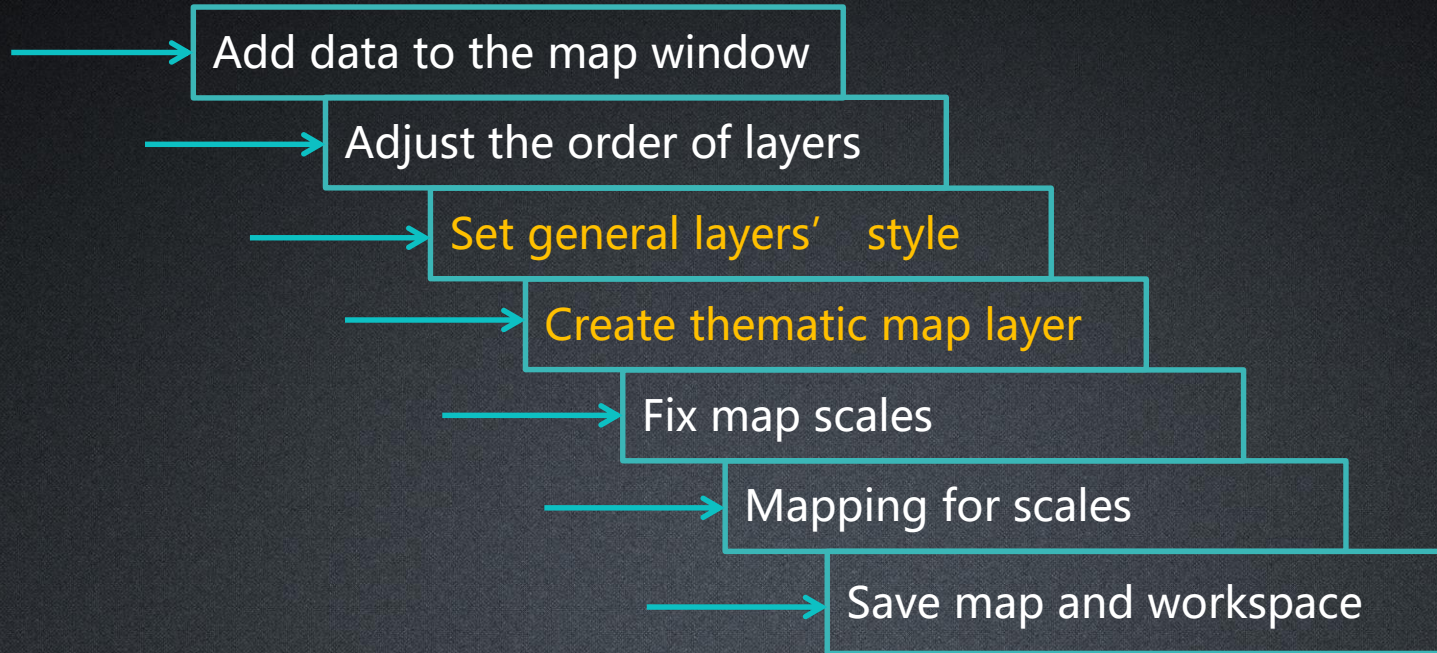 Add data to the map window
Adjust the order of layers
Set general layers’ style
Create thematic map layer
Fix map scales
Mapping for scales
Save map and workspace